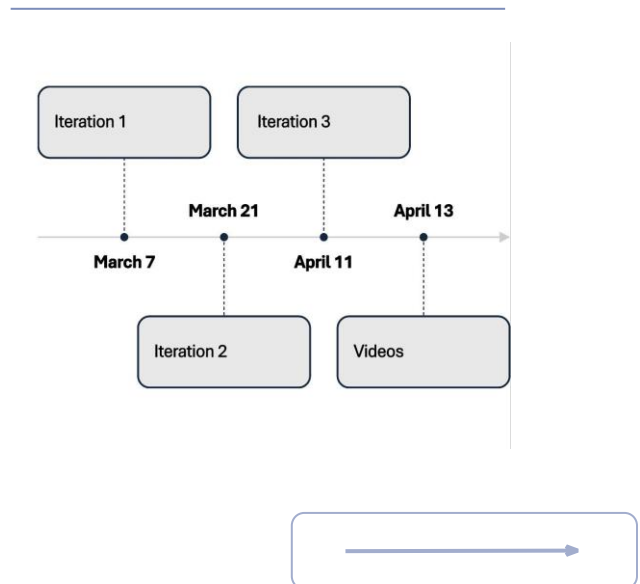 Iteration 1
Iteration 3
March 21
April 13
March 7
April 11
Iteration 2
Videos